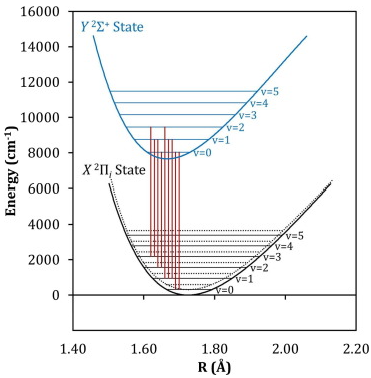 16000
14000
12000
10000
8000
6000
4000
2000
0
Energy (cm⁻¹)
Y ²Σ⁺ State
v=5
v=4
v=3
v=2
v=1
v=0
X ²Πᵢ State
v=5
v=4
v=3
v=2
v=1
v=0
1.40 1.60 1.80 2.00 2.20
R (Å)